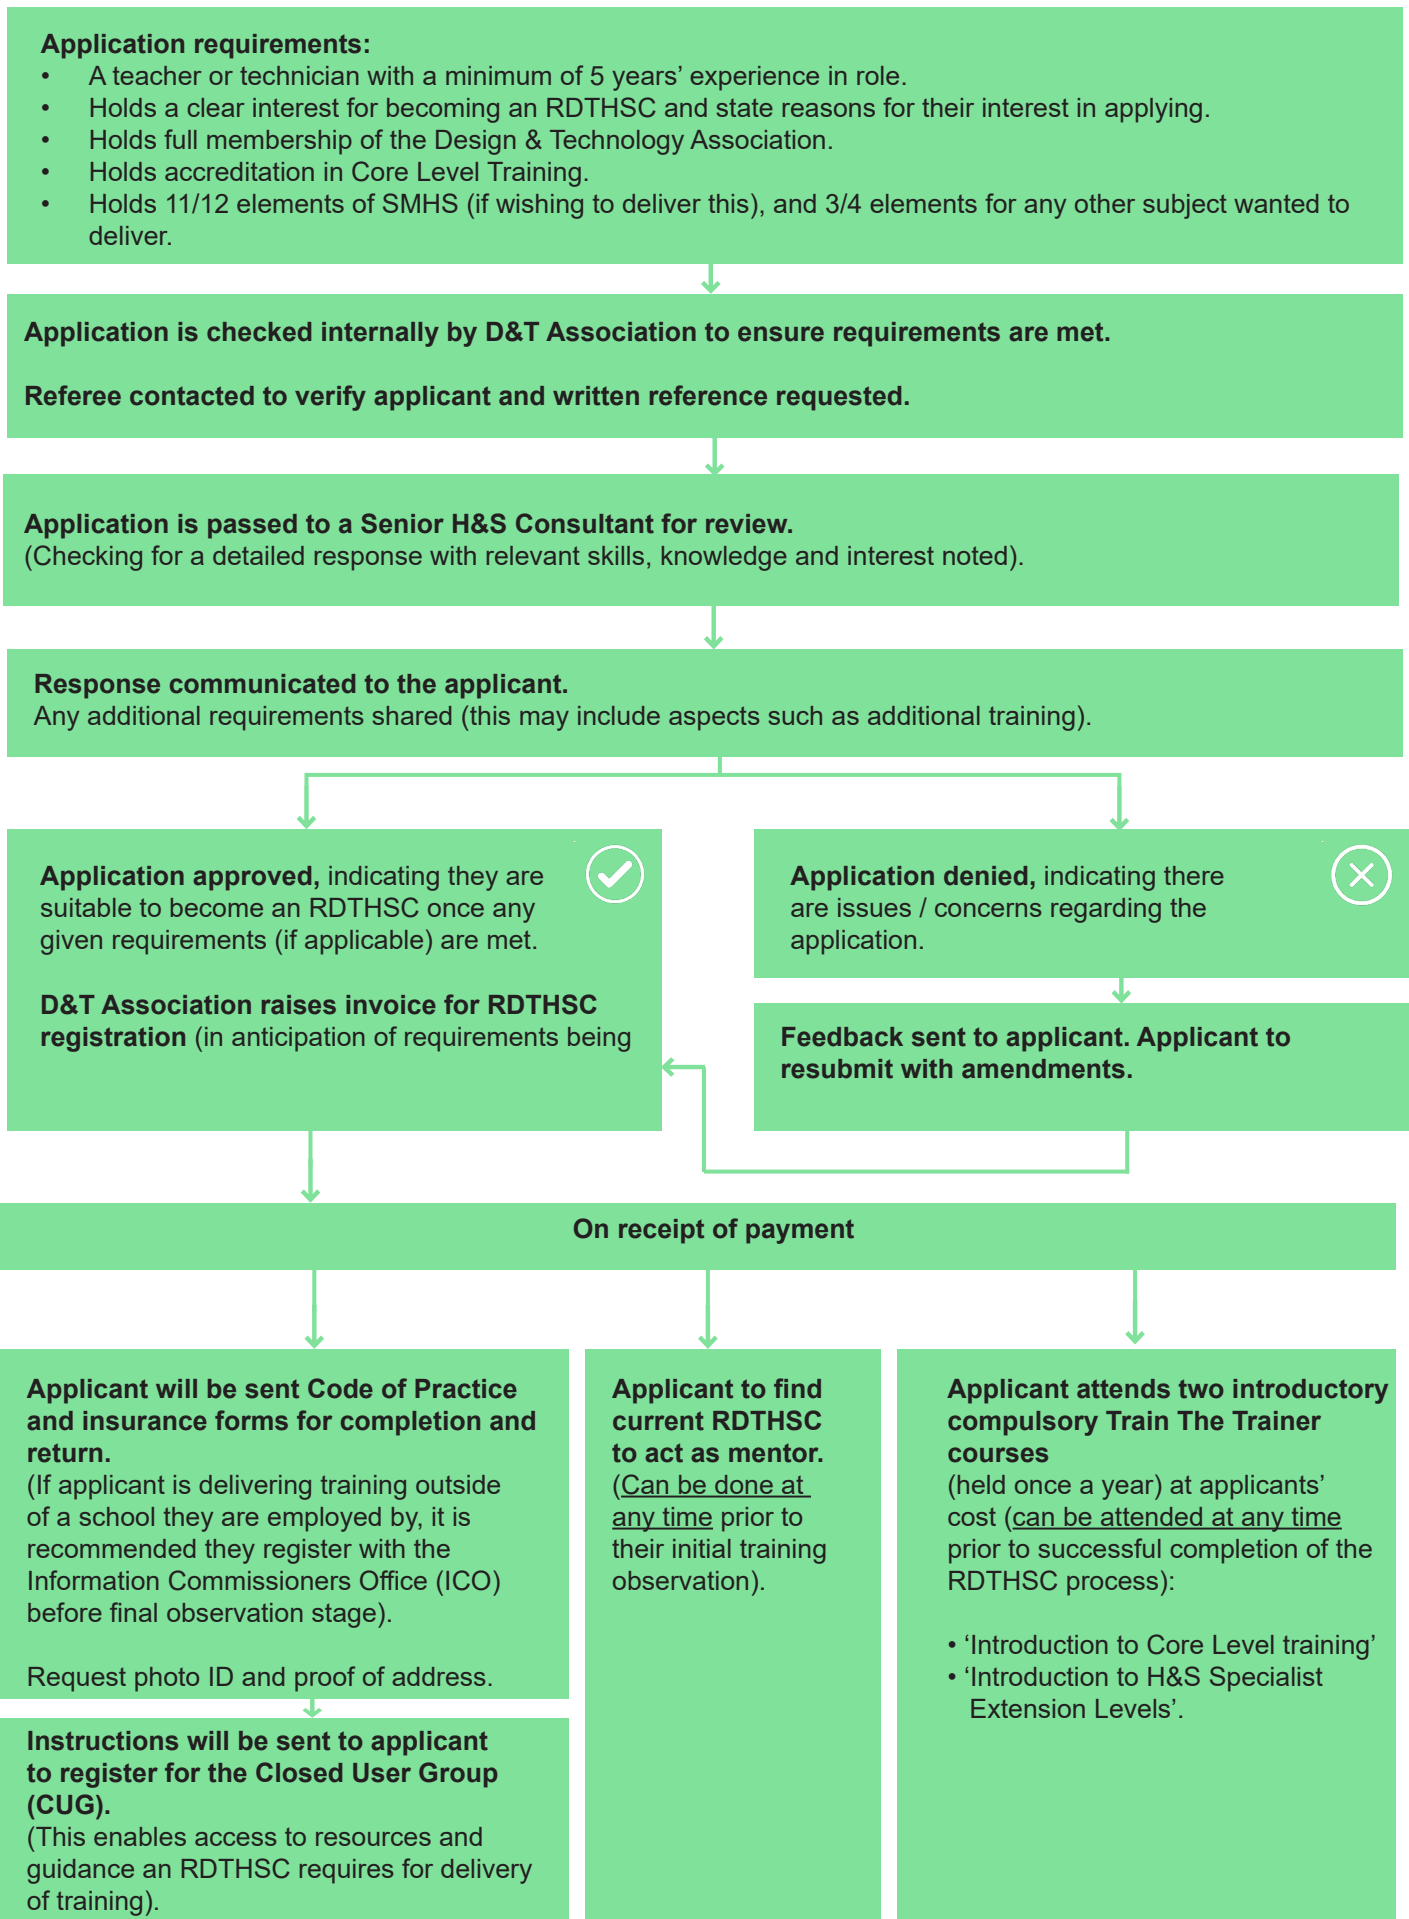 Application requirements:
• A teacher or technician with a minimum of 5 years’ experience in role.
• Holds a clear interest for becoming an RDTHSC and state reasons for their interest in applying.
• Holds full membership of the Design & Technology Association.
• Holds accreditation in Core Level Training.
• Holds 11/12 elements of SMHS (if wishing to deliver this), and 3/4 elements for any other subject wanted to
deliver.
Application is checked internally by D&T Association to ensure requirements are met.
Referee contacted to verify applicant and written reference requested.
Application is passed to a Senior H&S Consultant for review.
(Checking for a detailed response with relevant skills, knowledge and interest noted).
Response communicated to the applicant.
Any additional requirements shared (this may include aspects such as additional training).
Application approved, indicating they are
suitable to become an RDTHSC once any
given requirements (if applicable) are met.
D&T Association raises invoice for RDTHSC
registration (in anticipation of requirements being
Application denied, indicating there
are issues / concerns regarding the
application.
Feedback sent to applicant. Applicant to
resubmit with amendments.
On receipt of payment
Applicant will be sent Code of Practice
and insurance forms for completion and
return.
(If applicant is delivering training outside
of a school they are employed by, it is
recommended they register with the
Information Commissioners Office (ICO)
before final observation stage).
Request photo ID and proof of address.
Instructions will be sent to applicant
to register for the Closed User Group
(CUG).
(This enables access to resources and
guidance an RDTHSC requires for delivery
of training).
Applicant to find
current RDTHSC
to act as mentor.
(Can be done at
any time prior to
their initial training
observation).
Applicant attends two introductory
compulsory Train The Trainer
courses
(held once a year) at applicants’
cost (can be attended at any time
prior to successful completion of the
RDTHSC process):
• ‘Introduction to Core Level training’
• ‘Introduction to H&S Specialist
Extension Levels’.